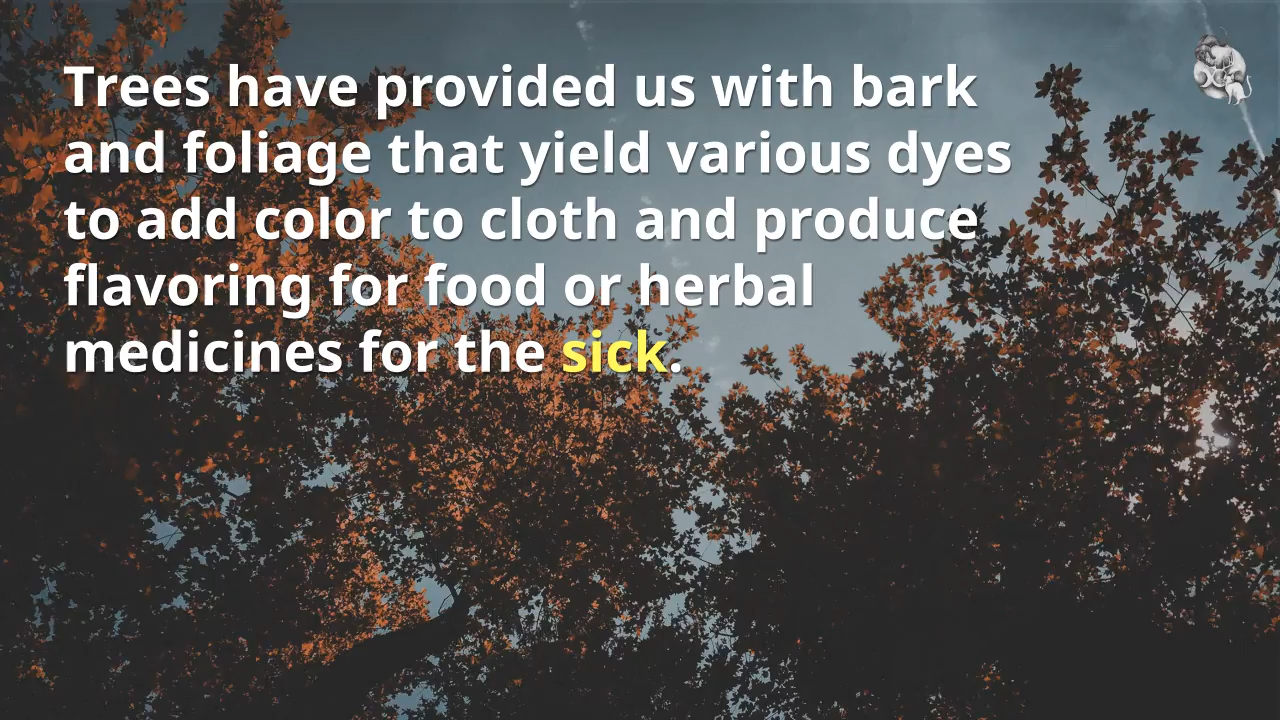 Trees have provided us with bark
and foliage that yield various dyes
to add color to cloth and produce
flavoring for food or herbal
medicines for the sick.